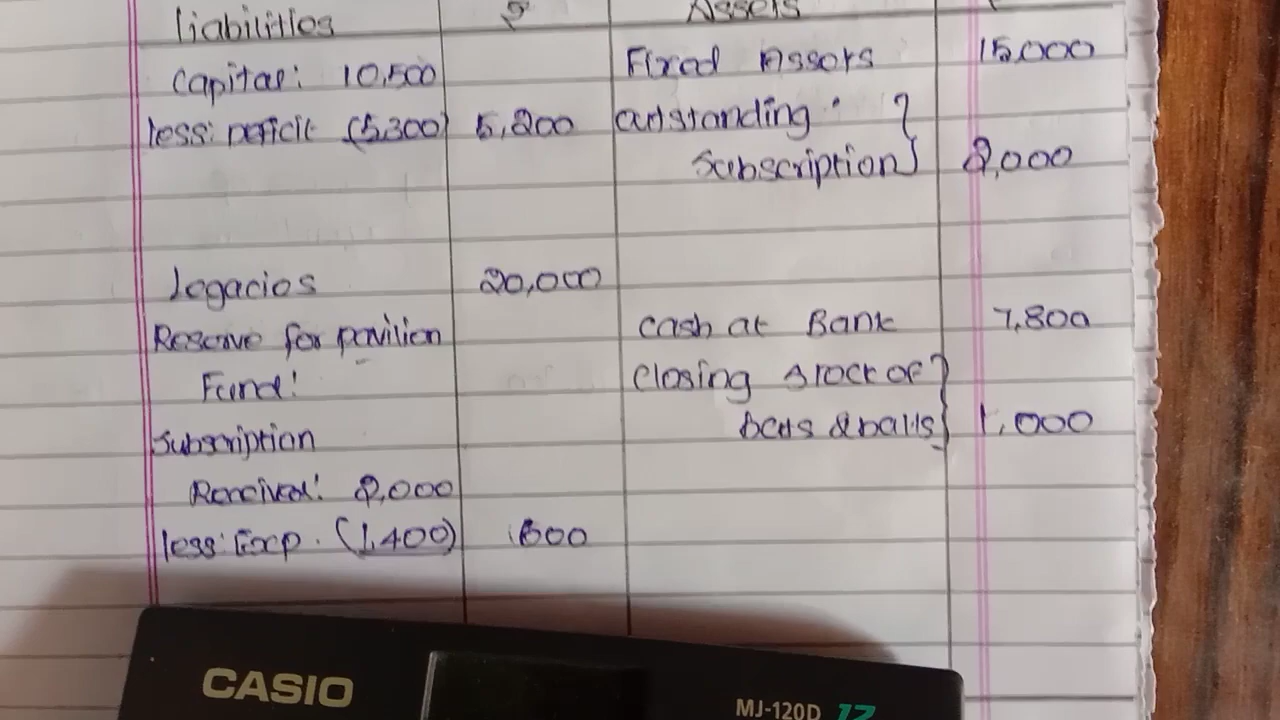 liabilities ₹ Assets
Capital: 10,500 Fixed Assets 15,000
less: Deficit (5,300) 5,200 outstanding
Subscription 2,000
Legacies 20,000
Reserve for pavilion Cash at Bank 7,800
Fund: Closing stock of
Subscription bats & balls 1,000
Received: 2,000
less: Exp. (1,400) 600
CASIO
MJ-120D